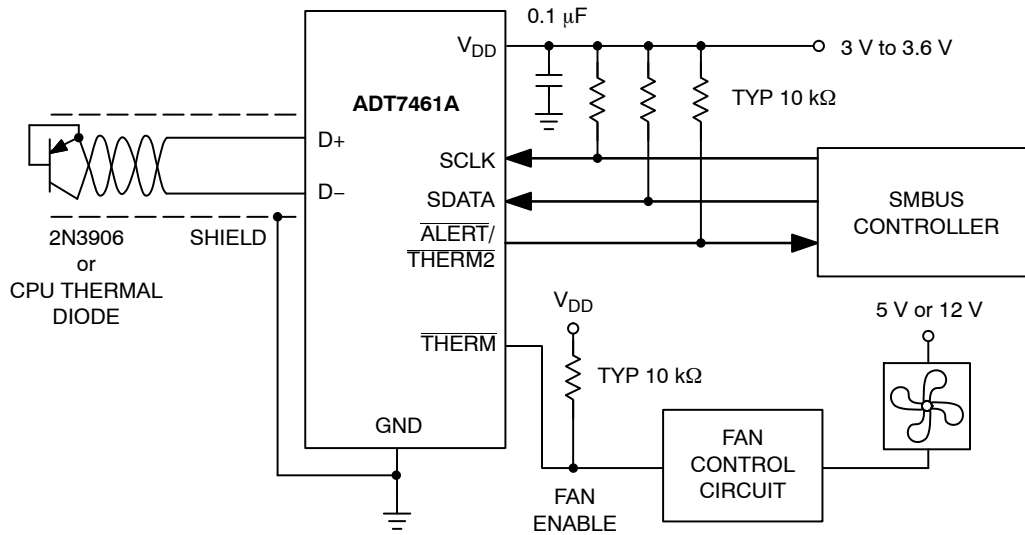 0.1 μF
V_DD
3 V to 3.6 V
ADT7461A
TYP 10 kΩ
D+
SCLK
D−
SDATA
SMBUS
CONTROLLER
2N3906
or
CPU THERMAL
DIODE
SHIELD
ALERT/
THERM2
V_DD
5 V or 12 V
THERM
TYP 10 kΩ
GND
FAN
CONTROL
CIRCUIT
FAN
ENABLE